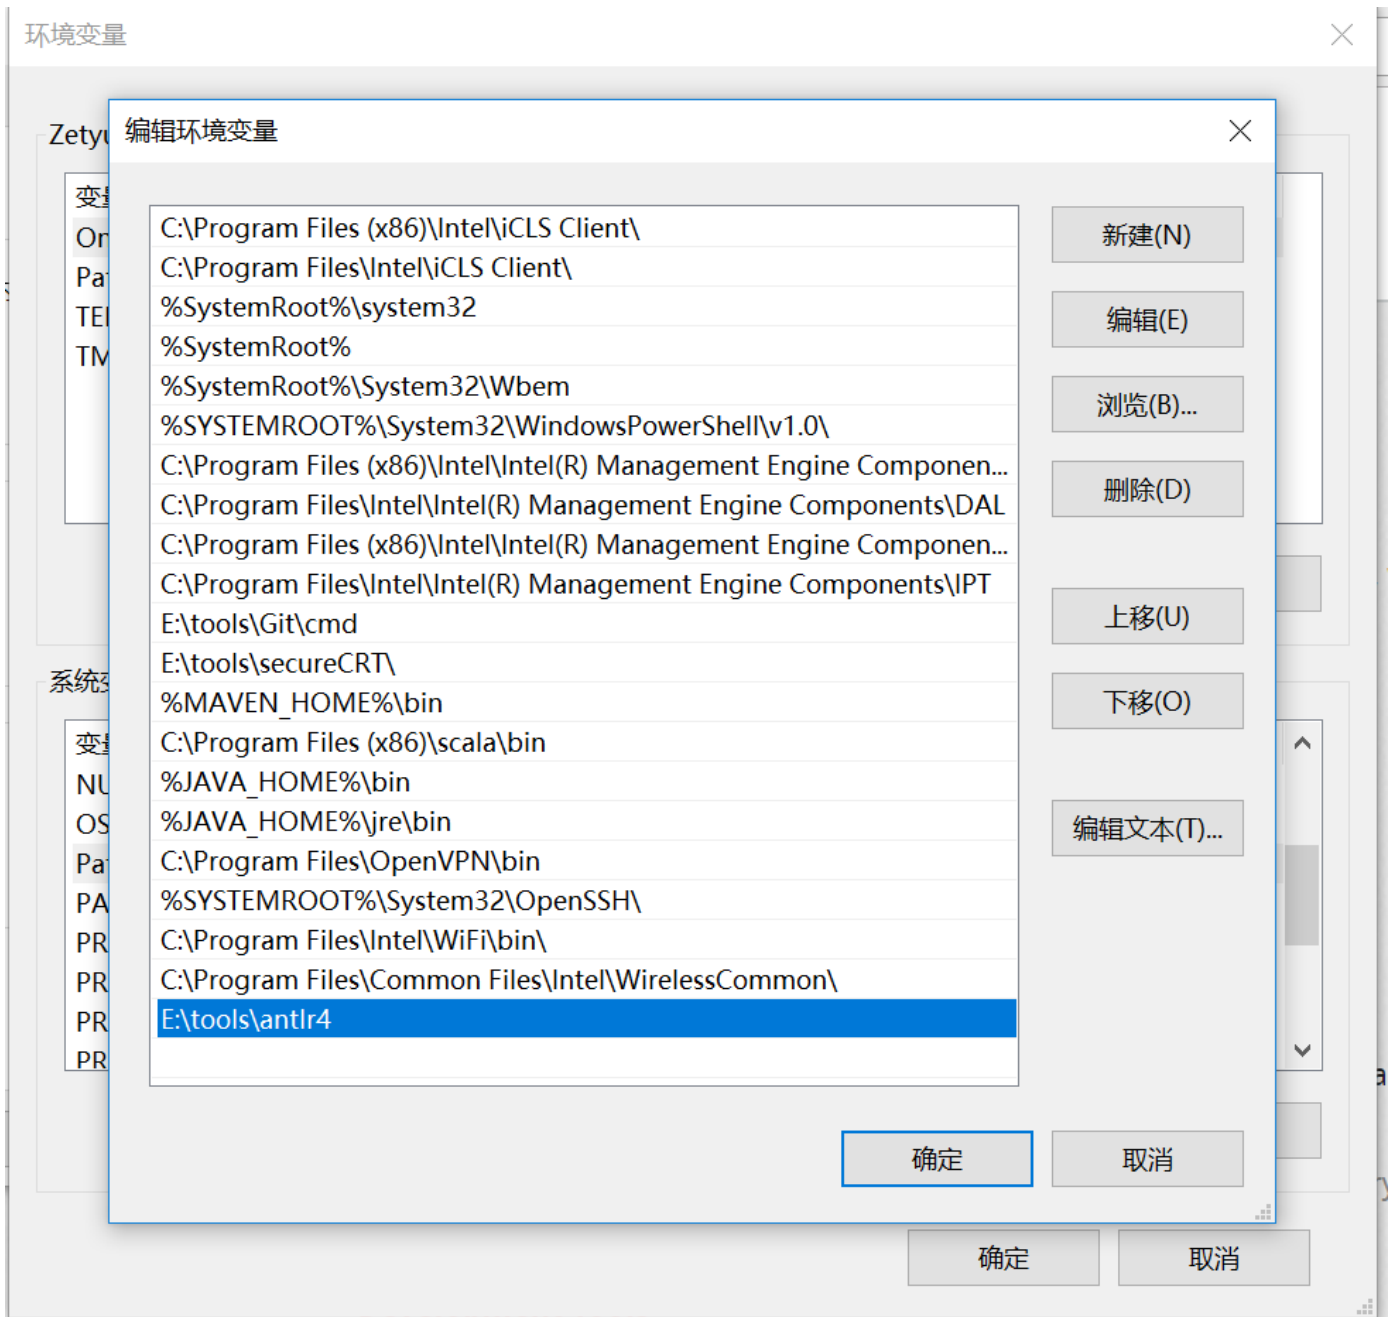 环境变量
编辑环境变量
C:\Program Files (x86)\Intel\iCLS Client\
C:\Program Files\Intel\iCLS Client\
%SystemRoot%\system32
%SystemRoot%
%SystemRoot%\System32\Wbem
%SYSTEMROOT%\System32\WindowsPowerShell\v1.0\
C:\Program Files (x86)\Intel\Intel(R) Management Engine Componen...
C:\Program Files\Intel\Intel(R) Management Engine Components\DAL
C:\Program Files (x86)\Intel\Intel(R) Management Engine Componen...
C:\Program Files\Intel\Intel(R) Management Engine Components\IPT
E:\tools\Git\cmd
E:\tools\secureCRT\
%MAVEN_HOME%\bin
C:\Program Files (x86)\scala\bin
%JAVA_HOME%\bin
%JAVA_HOME%\jre\bin
C:\Program Files\OpenVPN\bin
%SYSTEMROOT%\System32\OpenSSH\
C:\Program Files\Intel\WiFi\bin\
C:\Program Files\Common Files\Intel\WirelessCommon\
E:\tools\antlr4
新建(N)
编辑(E)
浏览(B)...
删除(D)
上移(U)
下移(O)
编辑文本(T)...
确定
取消
变
On
Pa
TM
系统
变
NU
OS
Pa
PA
PR
PR
PR
PR
确定
取消